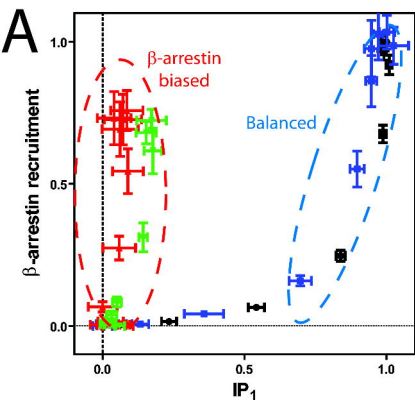 A
β-arrestin
biased
Balanced
β-arrestin recruitment
1.0
0.5
0.0
0.0
0.5
1.0
IP1